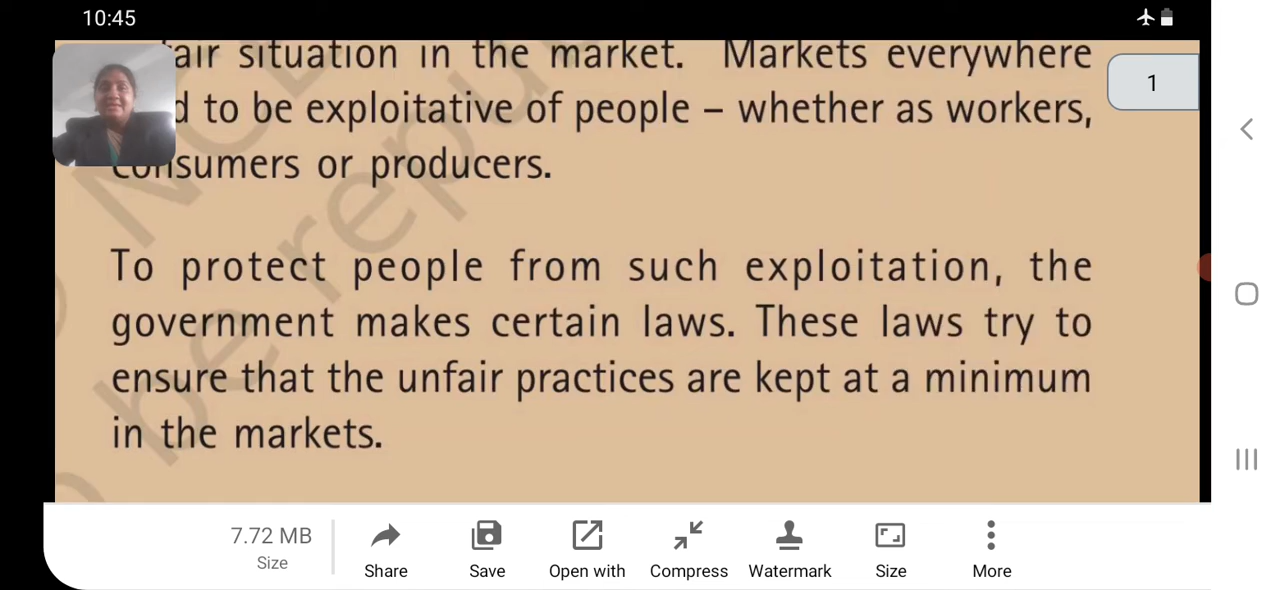 10:45
air situation in the market. Markets everywhere
1
d to be exploitative of people – whether as workers,
consumers or producers.
To protect people from such exploitation, the
government makes certain laws. These laws try to
ensure that the unfair practices are kept at a minimum
in the markets.
7.72 MB
Size
Share
Save
Open with
Compress
Watermark
Size
More